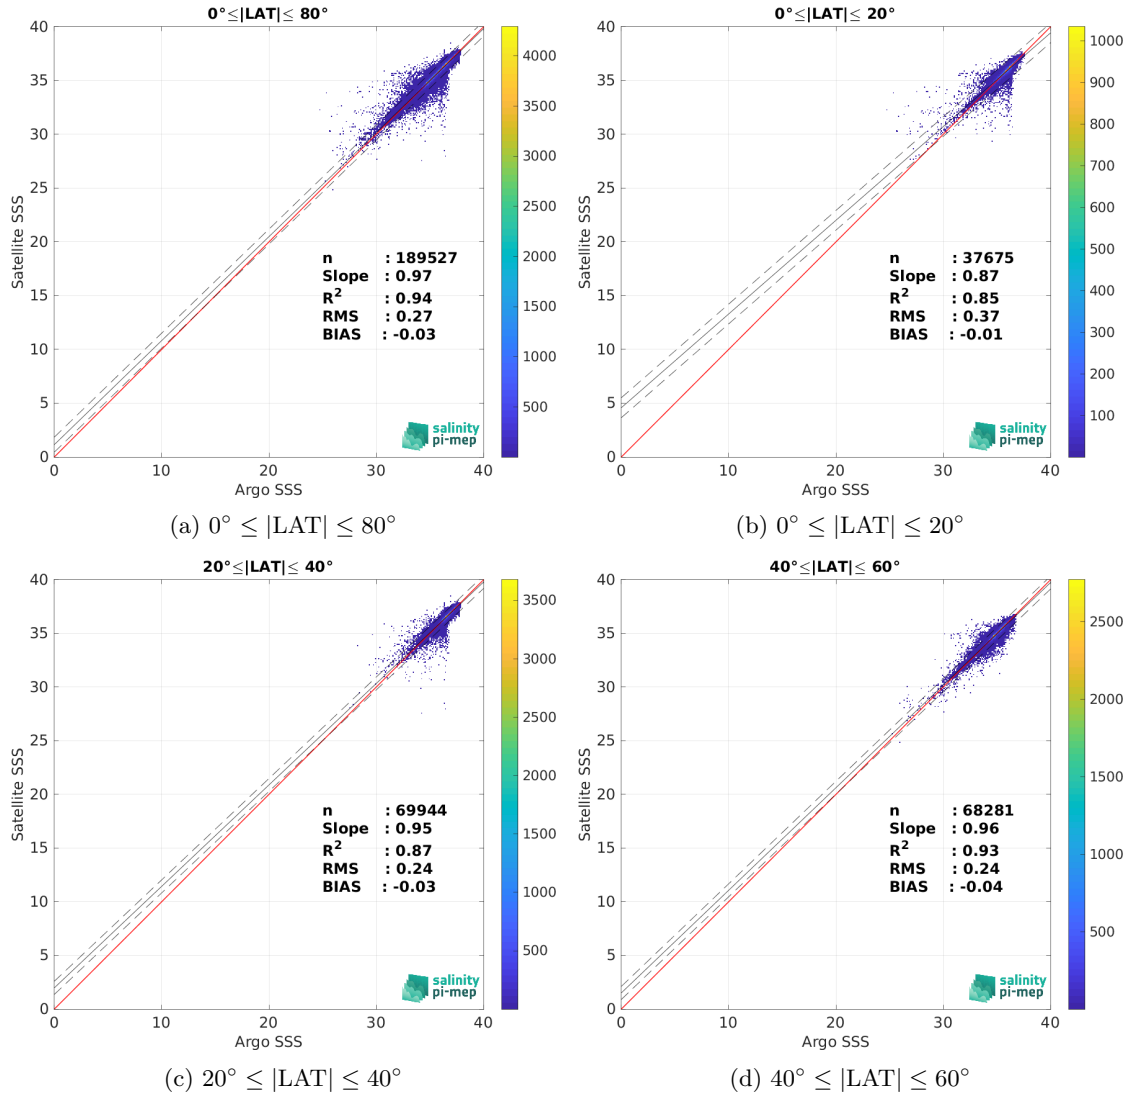 0°≤|LAT|≤ 80°
40
35
30
25
20
15
10
5
0
Satellite SSS
0
10
20
30
40
Argo SSS
4000
3500
3000
2500
2000
1500
1000
500
n : 189527
Slope : 0.97
R² : 0.94
RMS : 0.27
BIAS : -0.03
salinity
pi-mep
(a) 0° ≤ |LAT| ≤ 80°
0°≤|LAT|≤ 20°
40
35
30
25
20
15
10
5
0
Satellite SSS
0
10
20
30
40
Argo SSS
1000
900
800
700
600
500
400
300
200
100
n : 37675
Slope : 0.87
R² : 0.85
RMS : 0.37
BIAS : -0.01
salinity
pi-mep
(b) 0° ≤ |LAT| ≤ 20°
20°≤|LAT|≤ 40°
40
35
30
25
20
15
10
5
0
Satellite SSS
0
10
20
30
40
Argo SSS
3500
3000
2500
2000
1500
1000
500
n : 69944
Slope : 0.95
R² : 0.87
RMS : 0.24
BIAS : -0.03
salinity
pi-mep
(c) 20° ≤ |LAT| ≤ 40°
40°≤|LAT|≤ 60°
40
35
30
25
20
15
10
5
0
Satellite SSS
0
10
20
30
40
Argo SSS
2500
2000
1500
1000
500
n : 68281
Slope : 0.96
R² : 0.93
RMS : 0.24
BIAS : -0.04
salinity
pi-mep
(d) 40° ≤ |LAT| ≤ 60°